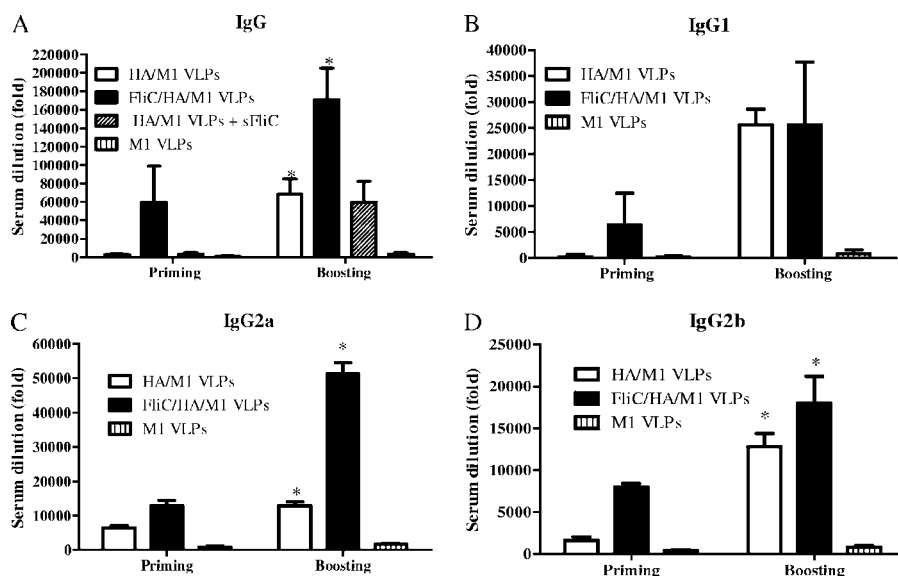 A
IgG
Serum dilution (fold)
220000
200000
180000
160000
140000
120000
100000
80000
60000
40000
20000
0
HA/M1 VLPs
FliC/HA/M1 VLPs
HA/M1 VLPs + sFliC
M1 VLPs
*
*
Priming
Boosting
B
IgG1
Serum dilution (fold)
40000
35000
30000
25000
20000
15000
10000
5000
0
HA/M1 VLPs
FliC/HA/M1 VLPs
M1 VLPs
Priming
Boosting
C
IgG2a
Serum dilution (fold)
60000
50000
40000
30000
20000
10000
0
HA/M1 VLPs
FliC/HA/M1 VLPs
M1 VLPs
*
*
Priming
Boosting
D
IgG2b
Serum dilution (fold)
25000
20000
15000
10000
5000
0
HA/M1 VLPs
FliC/HA/M1 VLPs
M1 VLPs
*
*
Priming
Boosting